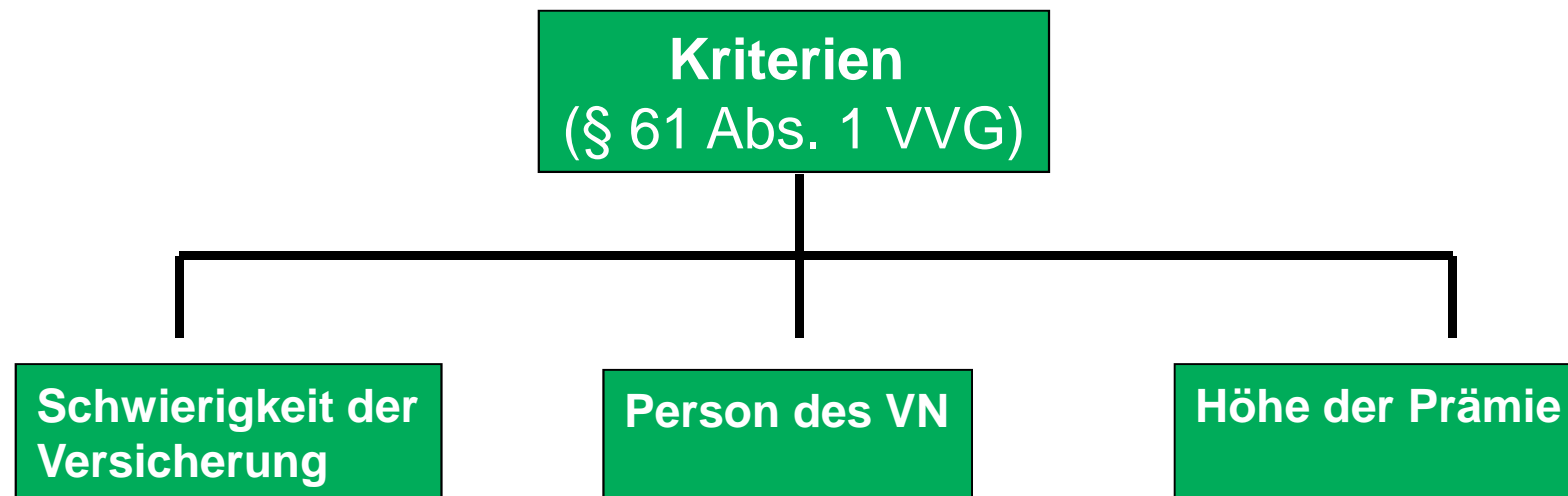 Kriterien
(§ 61 Abs. 1 VVG)
Schwierigkeit der
Versicherung
Person des VN
Höhe der Prämie